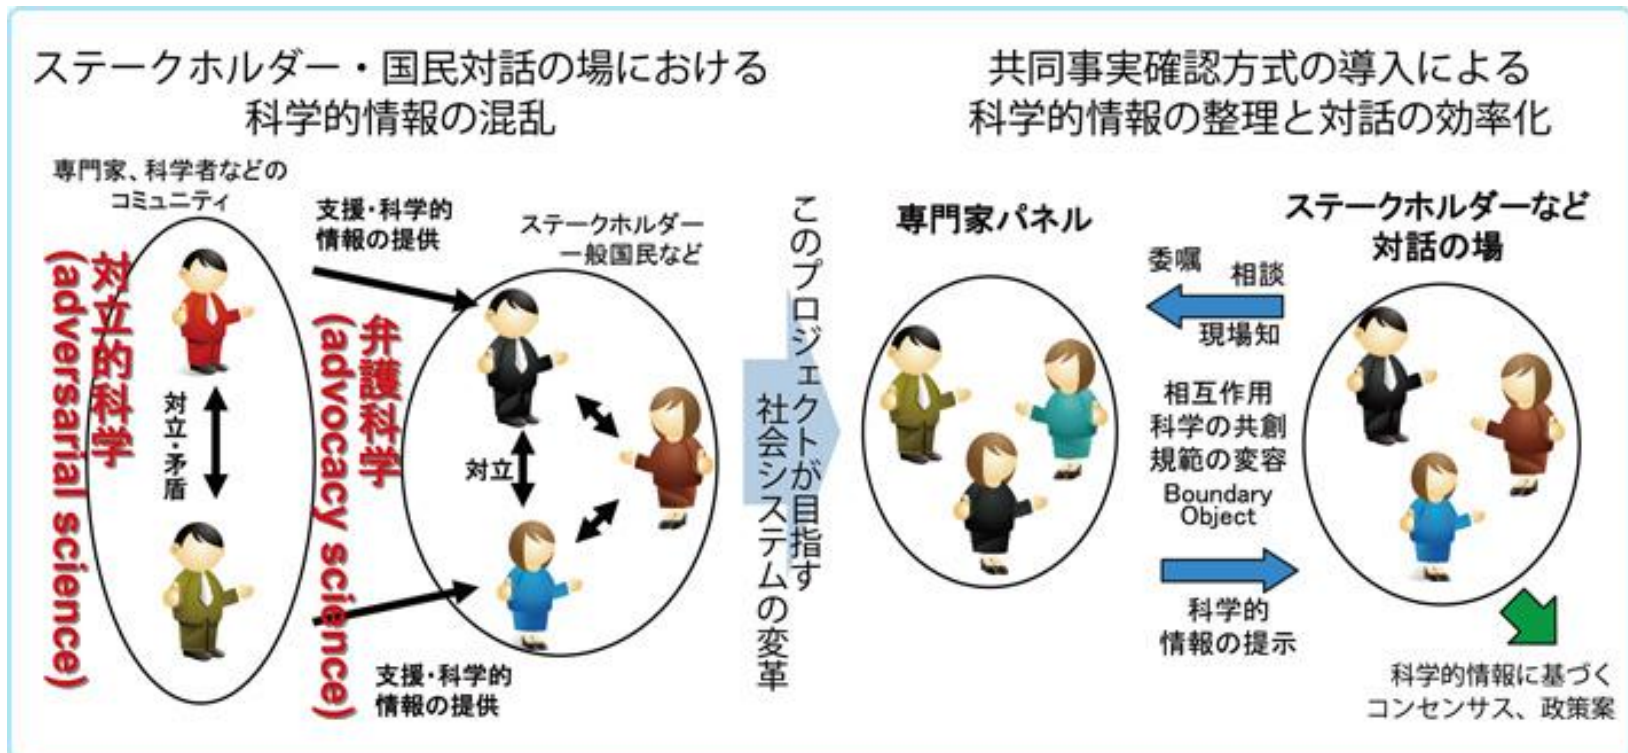 ステークホルダー・国民対話の場における
科学的情報の混乱
専門家、科学者などの
コミュニティ
対立的科学
(adversarial science)
対立・矛盾
支援・科学的
情報の提供
弁護科学
(advocacy science)
支援・科学的
情報の提供
ステークホルダー
一般国民など
対立
このプロジェクトが目指す
社会システムの変革
共同事実確認方式の導入による
科学的情報の整理と対話の効率化
専門家パネル
委嘱
相談
現場知
相互作用
科学の共創
規範の変容
Boundary
Object
科学的
情報の提示
ステークホルダーなど
対話の場
科学的情報に基づく
コンセンサス、政策案